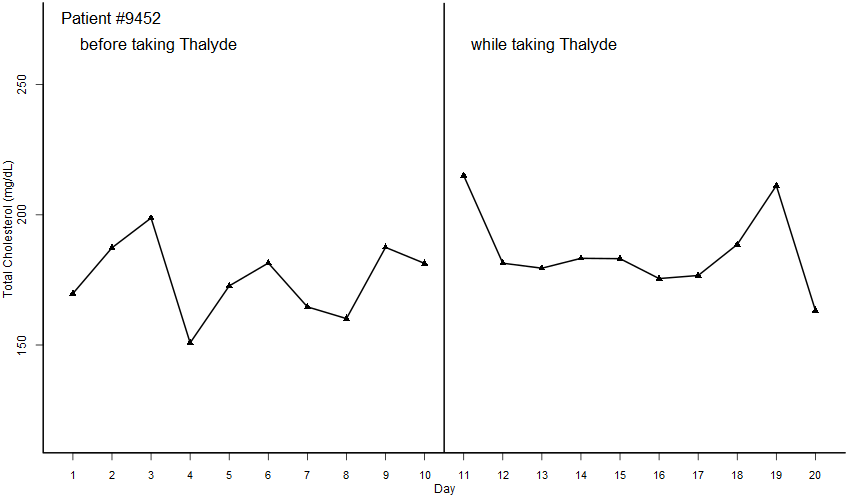 Patient #9452
before taking Thalyde
while taking Thalyde
250
200
150
Total Cholesterol (mg/dL)
1 2 3 4 5 6 7 8 9 10 11 12 13 14 15 16 17 18 19 20
Day